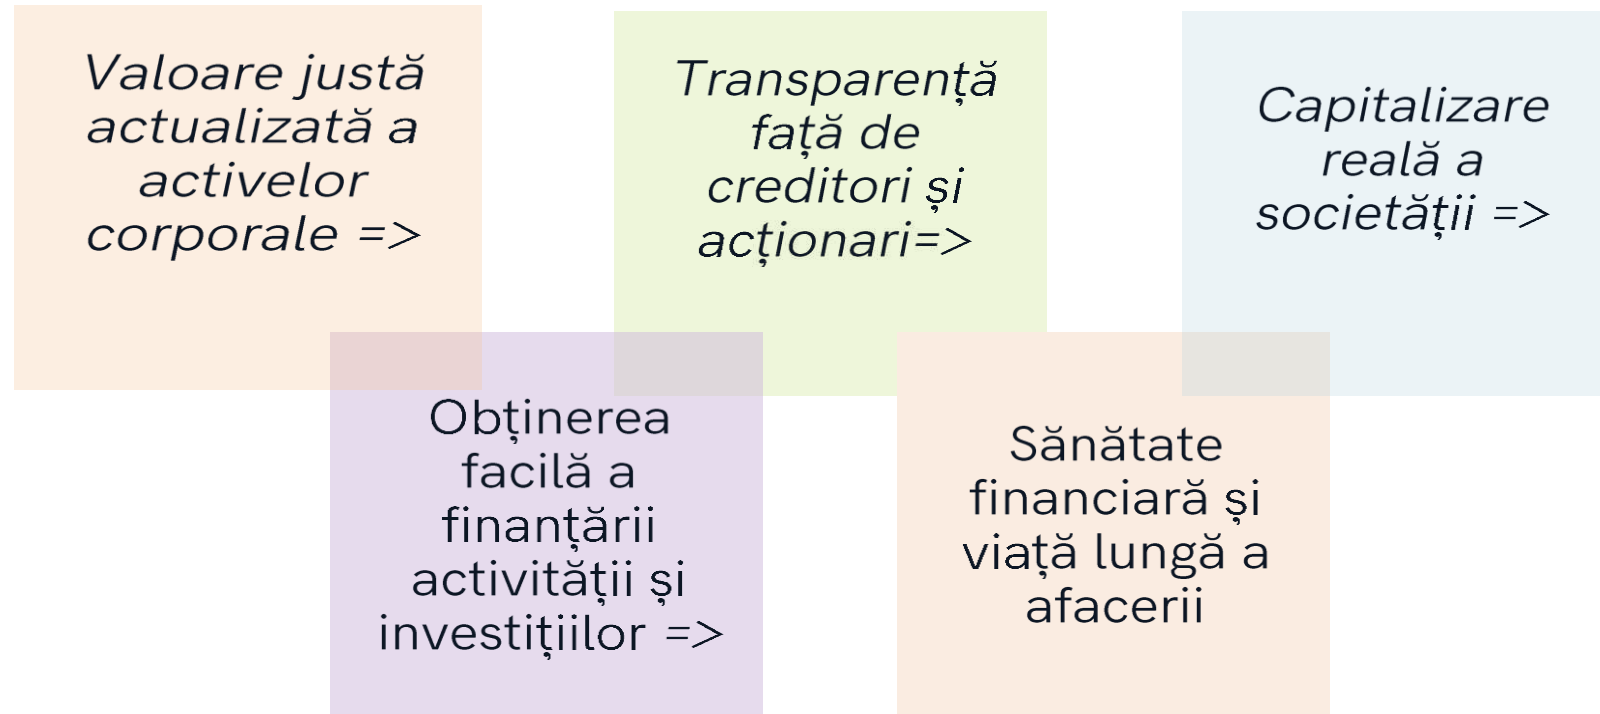 Valoare justă
actualizată a
activelor
corporale =>
Transparență
față de
creditori și
acționari=>
Capitalizare
reală a
societății =>
Obținerea
facilă a
finanțării
activității și
investițiilor =>
Sănătate
financiară și
viață lungă a
afacerii